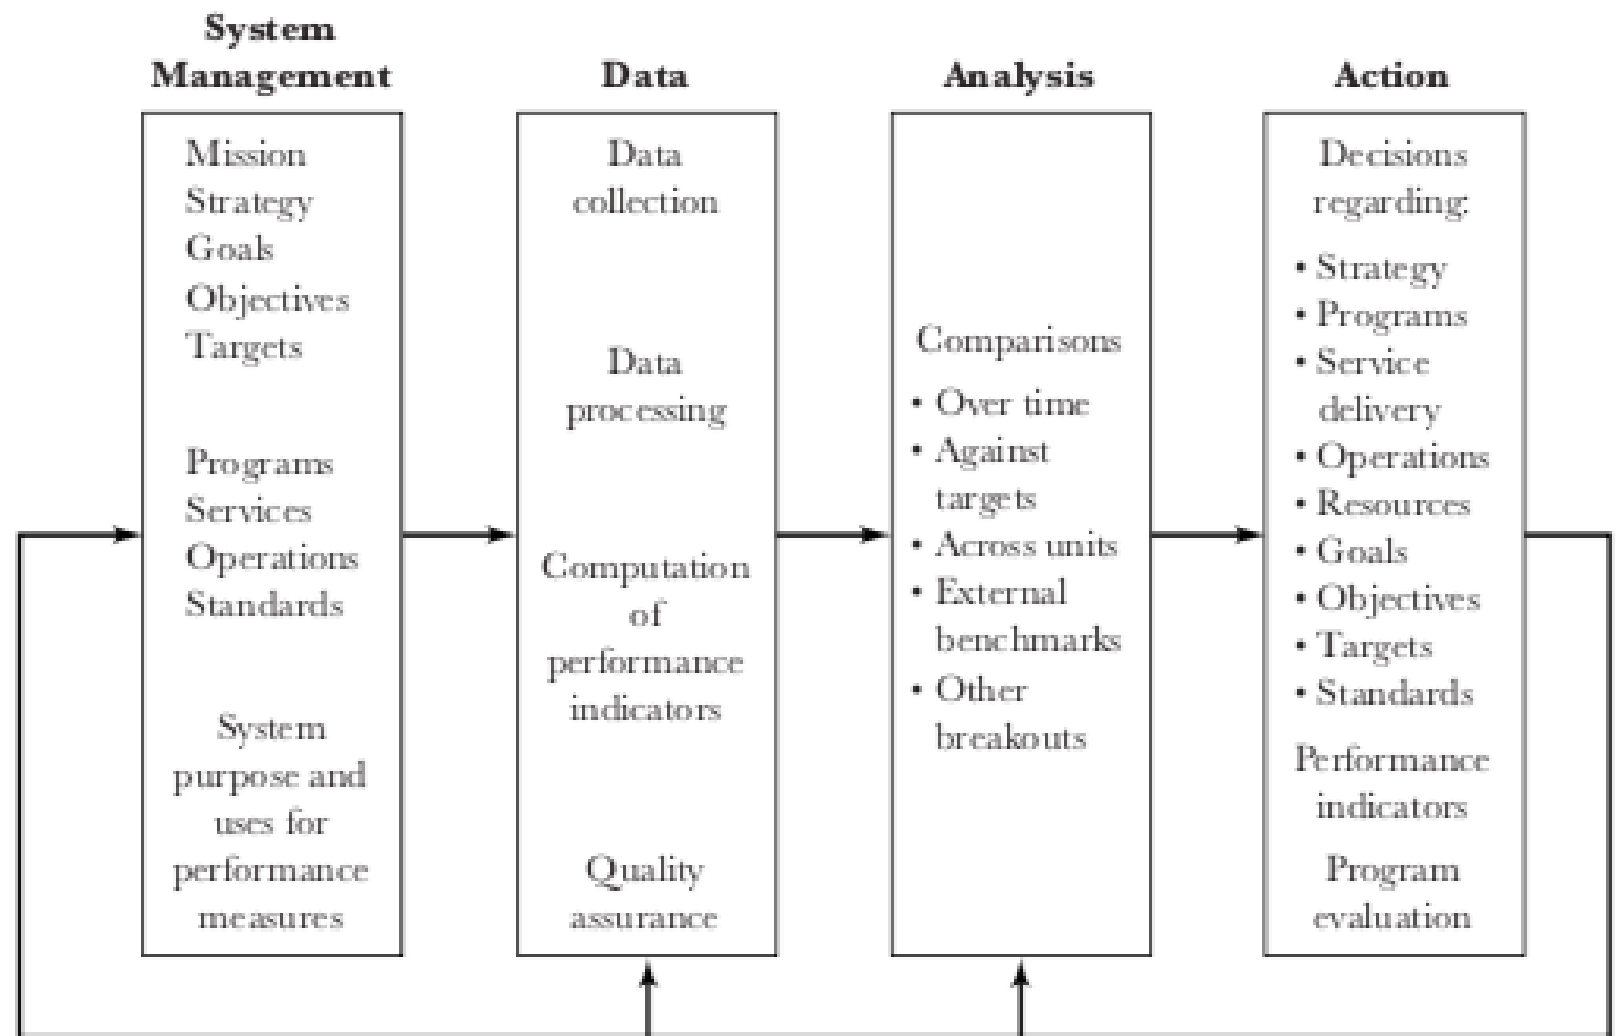 System
Management
Mission
Strategy
Goals
Objectives
Targets
Programs
Services
Operations
Standards
System
purpose and
uses for
performance
measures
Data
Data
collection
Data
processing
Computation
of
performance
indicators
Quality
assurance
Analysis
Comparisons
• Over time
• Against
targets
• Across units
• External
benchmarks
• Other
breakouts
Action
Decisions
regarding:
• Strategy
• Programs
• Service
delivery
• Operations
• Resources
• Goals
• Objectives
• Targets
• Standards
Performance
indicators
Program
evaluation